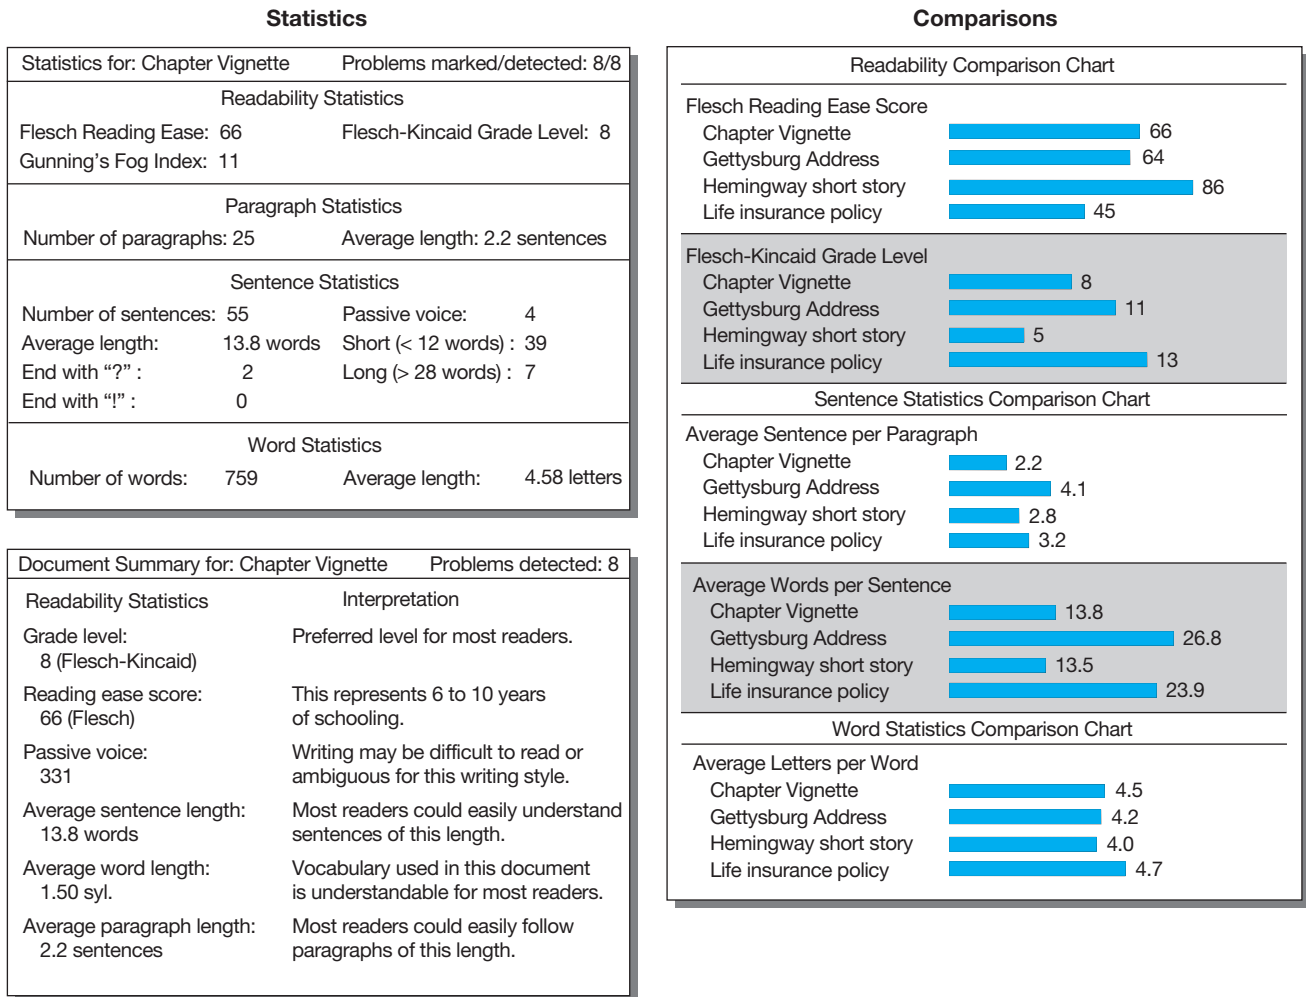 Statistics
Statistics for: Chapter Vignette Problems marked/detected: 8/8
Readability Statistics
Flesch Reading Ease: 66 Flesch-Kincaid Grade Level: 8
Gunning’s Fog Index: 11
Paragraph Statistics
Number of paragraphs: 25 Average length: 2.2 sentences
Sentence Statistics
Number of sentences: 55 Passive voice: 4
Average length: 13.8 words Short (< 12 words) : 39
End with “?” : 2 Long (> 28 words) : 7
End with “!” : 0
Word Statistics
Number of words: 759 Average length: 4.58 letters
Document Summary for: Chapter Vignette Problems detected: 8
Readability Statistics Interpretation
Grade level: Preferred level for most readers.
8 (Flesch-Kincaid)
Reading ease score: This represents 6 to 10 years
66 (Flesch) of schooling.
Passive voice: Writing may be difficult to read or
331 ambiguous for this writing style.
Average sentence length: Most readers could easily understand
13.8 words sentences of this length.
Average word length: Vocabulary used in this document
1.50 syl. is understandable for most readers.
Average paragraph length: Most readers could easily follow
2.2 sentences paragraphs of this length.
Comparisons
Readability Comparison Chart
Flesch Reading Ease Score
Chapter Vignette 66
Gettysburg Address 64
Hemingway short story 86
Life insurance policy 45
Flesch-Kincaid Grade Level
Chapter Vignette 8
Gettysburg Address 11
Hemingway short story 5
Life insurance policy 13
Sentence Statistics Comparison Chart
Average Sentence per Paragraph
Chapter Vignette 2.2
Gettysburg Address 4.1
Hemingway short story 2.8
Life insurance policy 3.2
Average Words per Sentence
Chapter Vignette 13.8
Gettysburg Address 26.8
Hemingway short story 13.5
Life insurance policy 23.9
Word Statistics Comparison Chart
Average Letters per Word
Chapter Vignette 4.5
Gettysburg Address 4.2
Hemingway short story 4.0
Life insurance policy 4.7